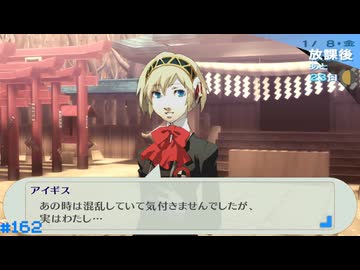 1/ 8・金
放課後
アイギス
あの時は混乱していて気付きませんでしたが、
実はわたし…
#162